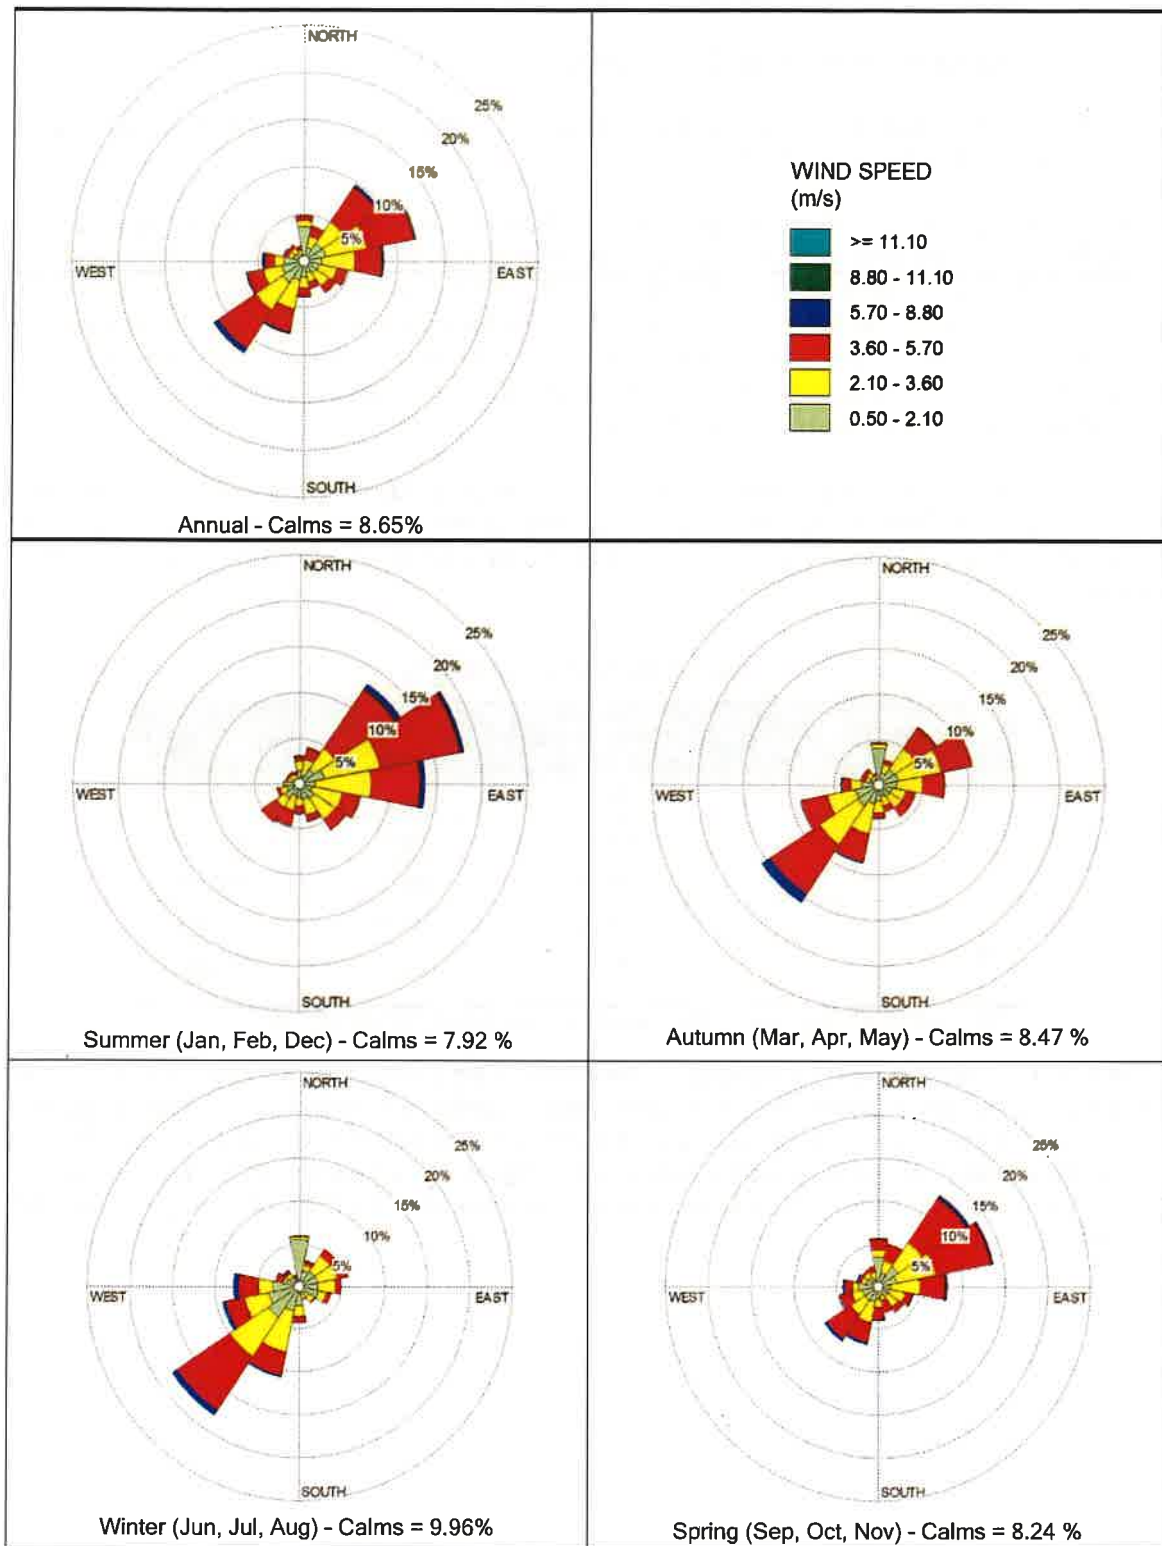 NORTH
25%
20%
15%
10%
5%
WEST
EAST
SOUTH
Annual - Calms = 8.65%
WIND SPEED
(m/s)
>= 11.10
8.80 - 11.10
5.70 - 8.80
3.60 - 5.70
2.10 - 3.60
0.50 - 2.10
NORTH
25%
20%
15%
10%
5%
WEST
EAST
SOUTH
Summer (Jan, Feb, Dec) - Calms = 7.92 %
NORTH
25%
20%
15%
10%
5%
WEST
EAST
SOUTH
Autumn (Mar, Apr, May) - Calms = 8.47 %
NORTH
25%
20%
15%
10%
5%
WEST
EAST
SOUTH
Winter (Jun, Jul, Aug) - Calms = 9.96%
NORTH
25%
20%
15%
10%
5%
WEST
EAST
SOUTH
Spring (Sep, Oct, Nov) - Calms = 8.24 %